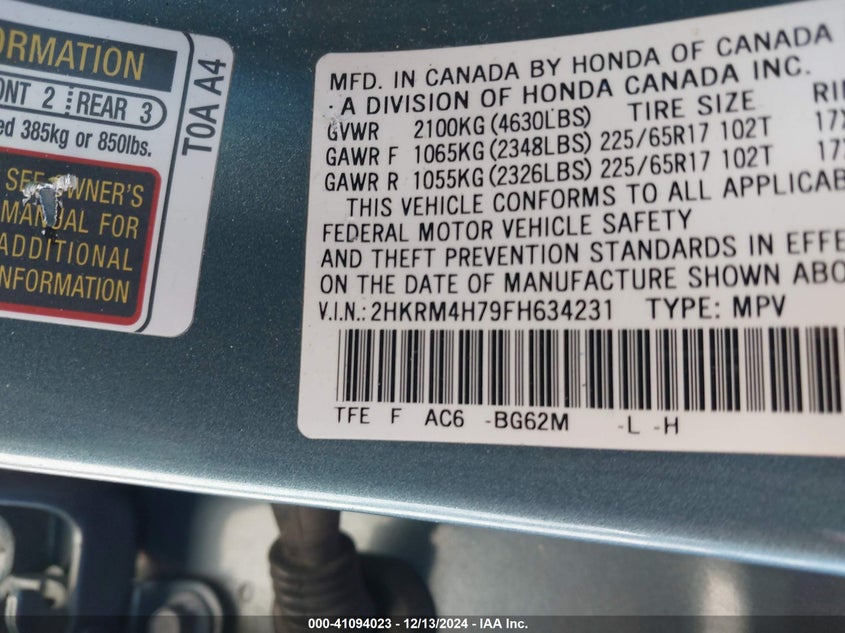 ORMATION
ONT 2 REAR 3
ed 385kg or 850lbs.
SEE OWNER'S
MANUAL FOR
ADDITIONAL
NFORMATION
T0A A4
MFD. IN CANADA BY HONDA OF CANADA
A DIVISION OF HONDA CANADA INC.
GVWR 2100KG (4630LBS) TIRE SIZE RI
GAWR F 1065KG (2348LBS) 225/65R17 102T 17X
GAWR R 1055KG (2326LBS) 225/65R17 102T 17X
THIS VEHICLE CONFORMS TO ALL APPLICAB
FEDERAL MOTOR VEHICLE SAFETY
AND THEFT PREVENTION STANDARDS IN EFFE
ON THE DATE OF MANUFACTURE SHOWN ABO
V.I.N.: 2HKRM4H79FH634231 TYPE: MPV
TFE F AC6 -BG62M -L -H
000-41094023 - 12/13/2024 - IAA Inc.